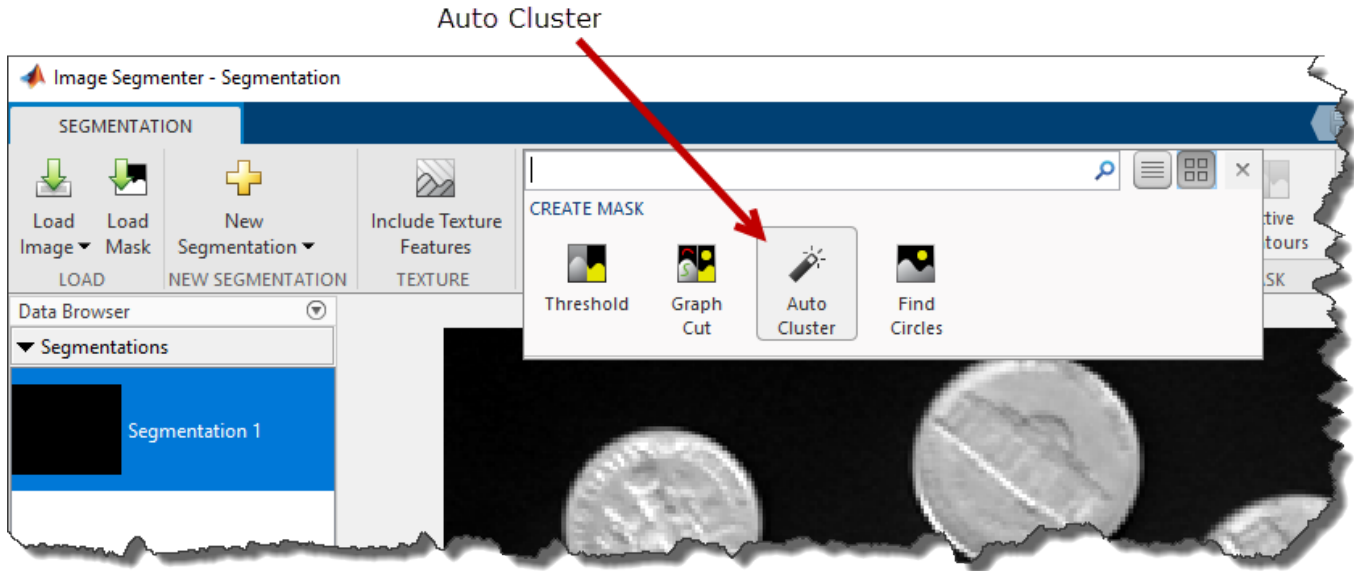 Auto Cluster
Image Segmenter - Segmentation
SEGMENTATION
Load
Image
Load
Mask
New
Segmentation
Include Texture
Features
LOAD
NEW SEGMENTATION
TEXTURE
CREATE MASK
Threshold
Graph
Cut
Auto
Cluster
Find
Circles
Data Browser
Segmentations
Segmentation 1